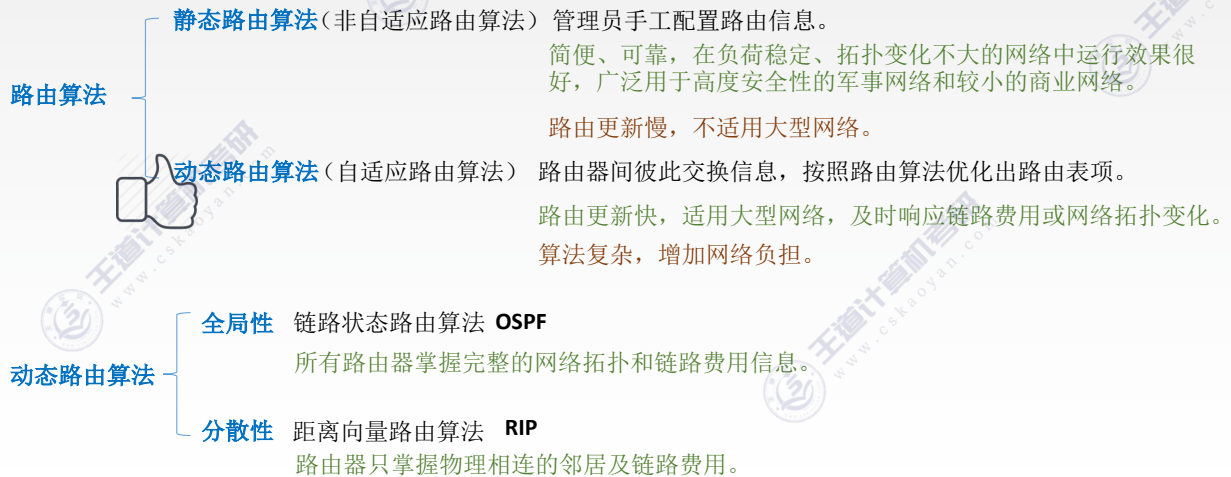 静态路由算法(非自适应路由算法)管理员手工配置路由信息。
简便、可靠,在负荷稳定、拓扑变化不大的网络中运行效果很
好,广泛用于高度安全性的军事网络和较小的商业网络。
路由算法
路由更新慢,不适用大型网络。
动态路由算法(自适应路由算法) 路由器间彼此交换信息,按照路由算法优化出路由表项。
路由更新快,适用大型网络,及时响应链路费用或网络拓扑变化。
算法复杂,增加网络负担。
全局性 链路状态路由算法 OSPF
所有路由器掌握完整的网络拓扑和链路费用信息。
动态路由算法
分散性 距离向量路由算法 RIP
路由器只掌握物理相连的邻居及链路费用。
王道计算机考研
www.cskaoyan.com